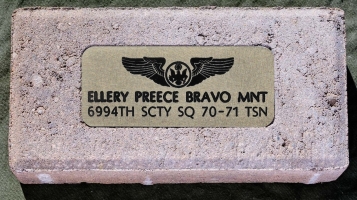 ELLERY PREECE BRAVO MNT
6994TH SCTY SQ 70-71 TSN